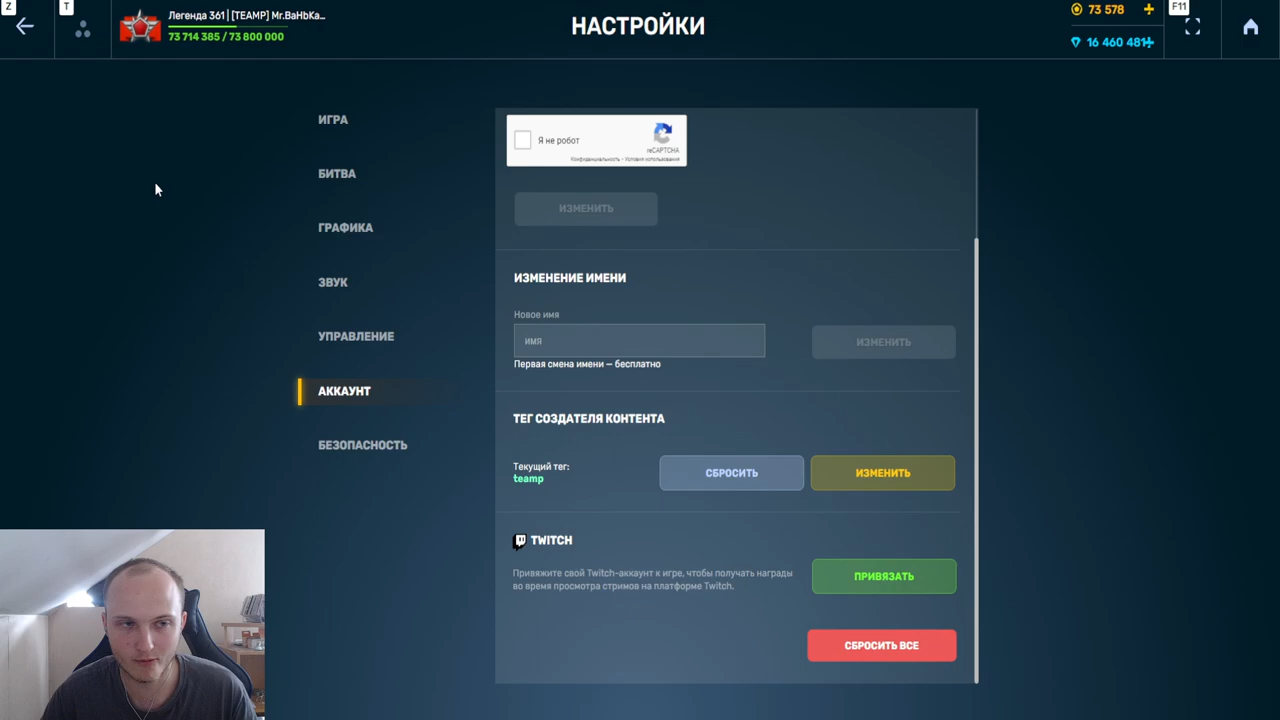 Z
T
Легенда 361 | [TEAMP] Mr.BaHbKa...
73 714 385 / 73 800 000
НАСТРОЙКИ
73 578
16 460 481
F11
ИГРА
БИТВА
ГРАФИКА
ЗВУК
УПРАВЛЕНИЕ
АККАУНТ
БЕЗОПАСНОСТЬ
Я не робот
reCAPTCHA
Конфиденциальность - Условия использования
ИЗМЕНИТЬ
ИЗМЕНЕНИЕ ИМЕНИ
Новое имя
имя
ИЗМЕНИТЬ
Первая смена имени — бесплатно
ТЕГ СОЗДАТЕЛЯ КОНТЕНТА
Текущий тег:
teamp
СБРОСИТЬ
ИЗМЕНИТЬ
TWITCH
Привяжите свой Twitch-аккаунт к игре, чтобы получать награды
во время просмотра стримов на платформе Twitch.
ПРИВЯЗАТЬ
СБРОСИТЬ ВСЕ